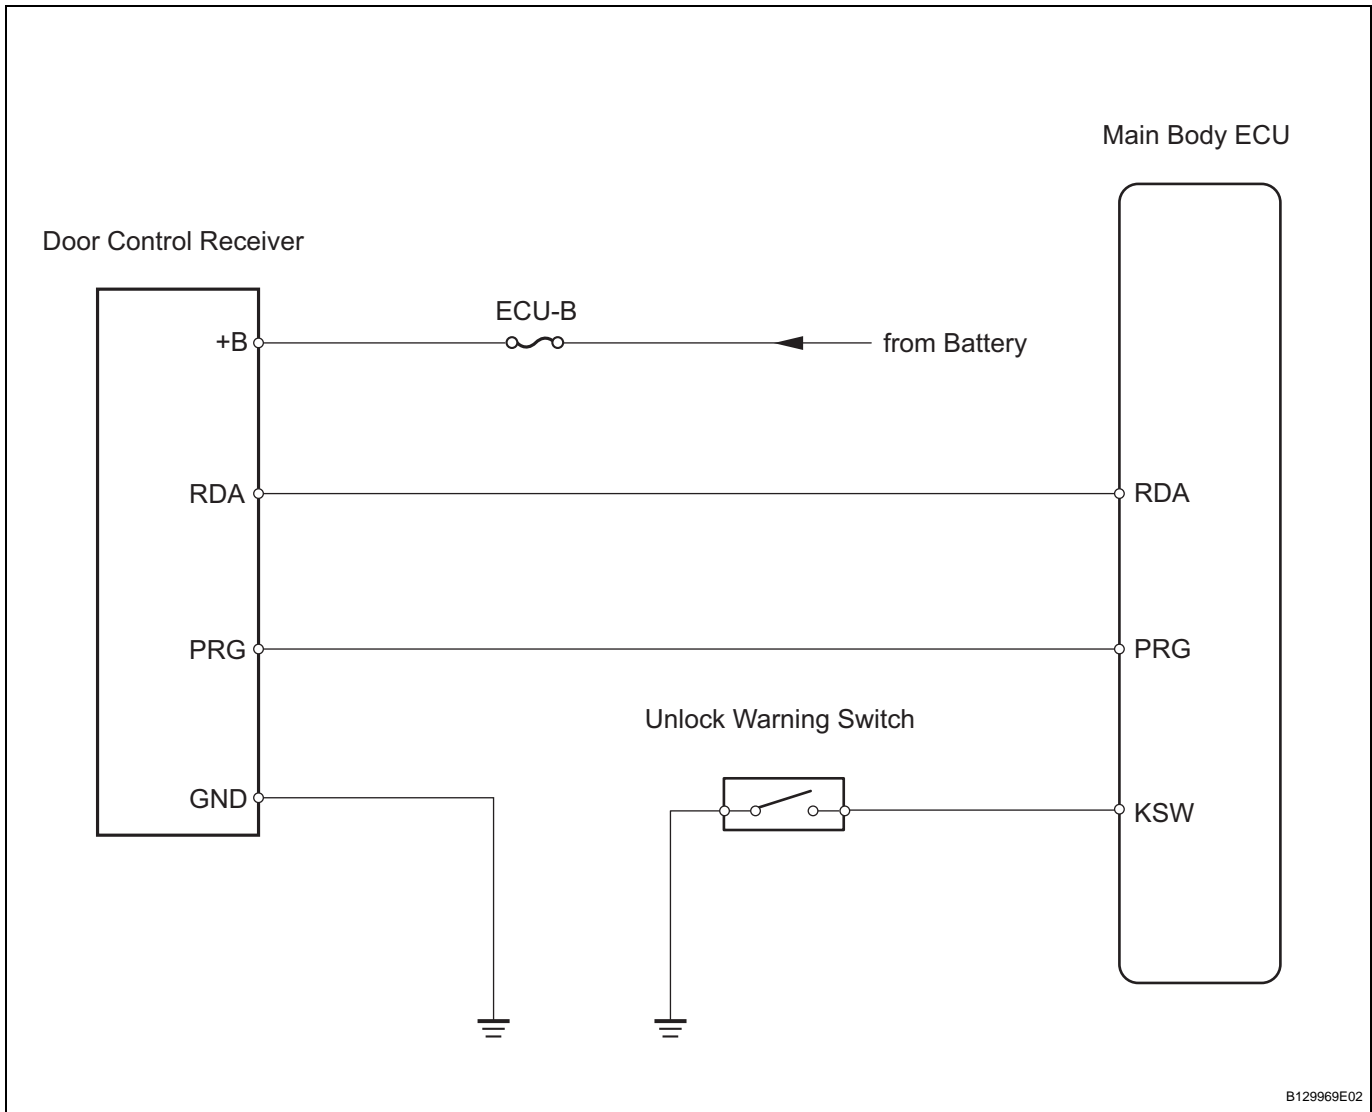 Main Body ECU
Door Control Receiver
ECU-B
+B
from Battery
RDA
RDA
PRG
PRG
Unlock Warning Switch
GND
KSW
B129969E02